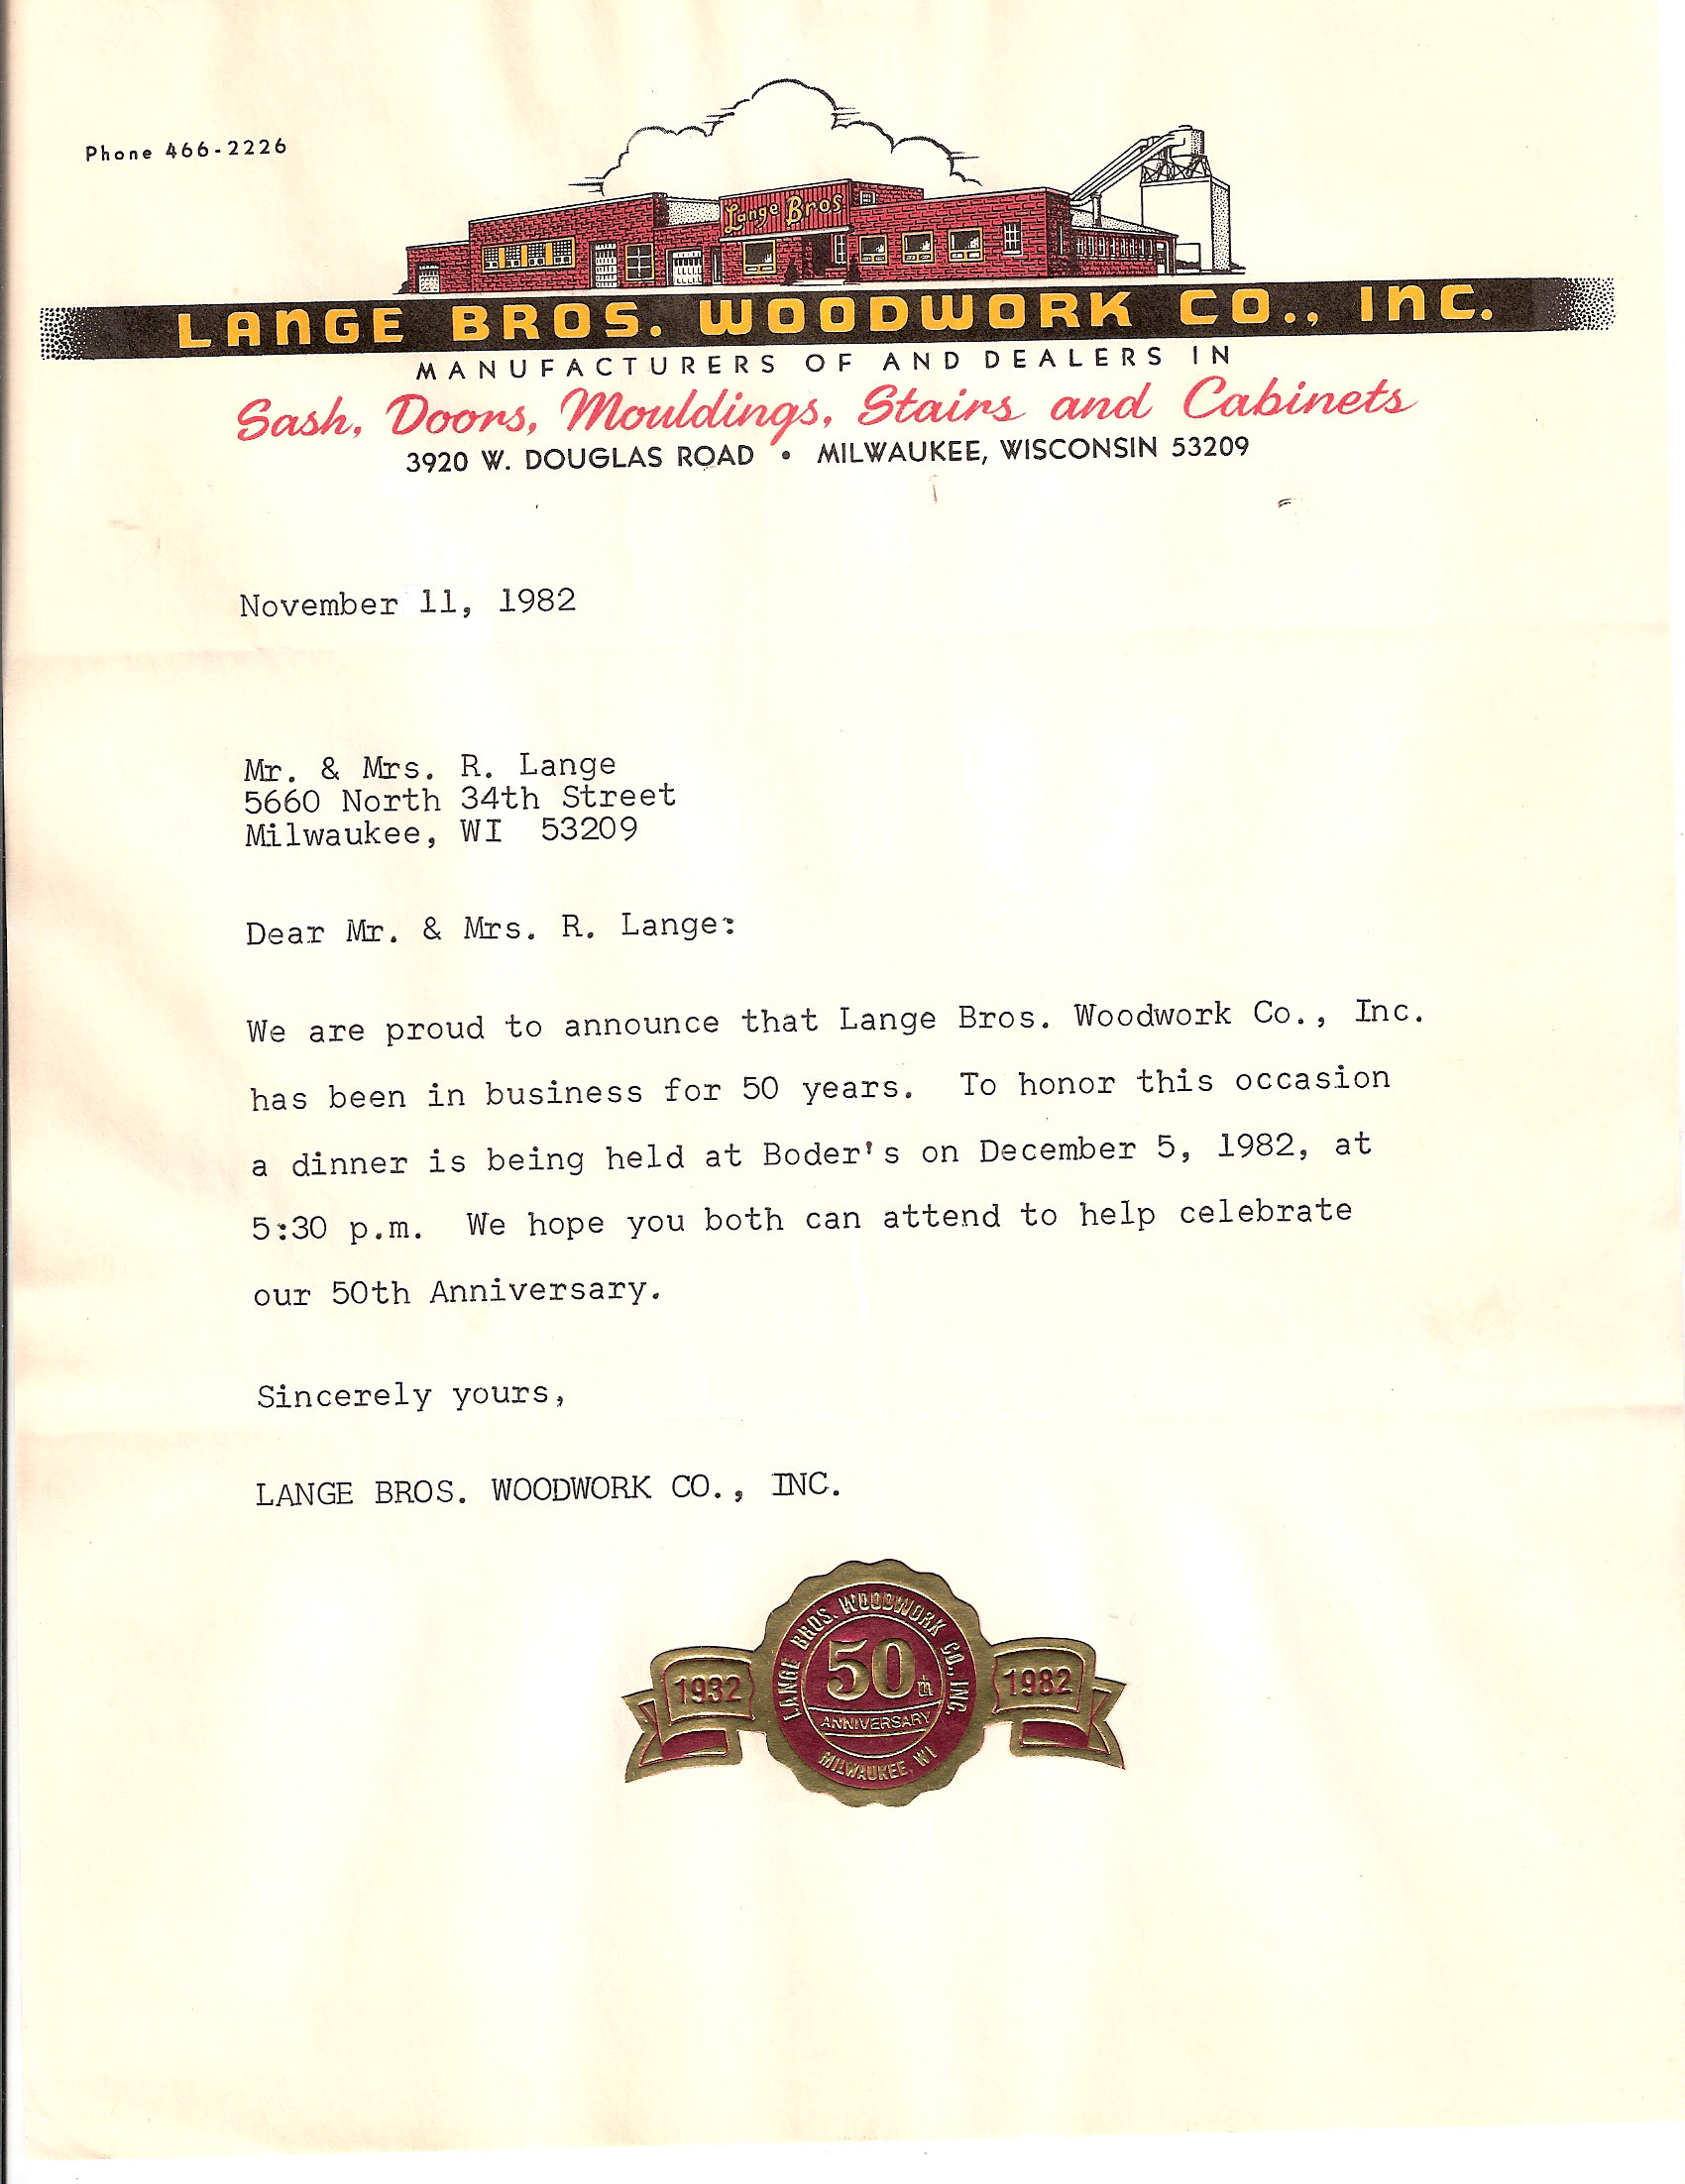 Phone 466-2226
Lange Bros.
LANGE BROS. WOODWORK CO., INC.
MANUFACTURERS OF AND DEALERS IN
Sash, Doors, Mouldings, Stairs and Cabinets
3920 W. DOUGLAS ROAD • MILWAUKEE, WISCONSIN 53209
November 11, 1982
Mr. & Mrs. R. Lange
5660 North 34th Street
Milwaukee, WI  53209
Dear Mr. & Mrs. R. Lange:
We are proud to announce that Lange Bros. Woodwork Co., Inc.
has been in business for 50 years.  To honor this occasion
a dinner is being held at Boder's on December 5, 1982, at
5:30 p.m.  We hope you both can attend to help celebrate
our 50th Anniversary.
Sincerely yours,
LANGE BROS. WOODWORK CO., INC.
LANGE BROS. WOODWORK CO., INC.
1932
50th
1982
ANNIVERSARY
MILWAUKEE, WI